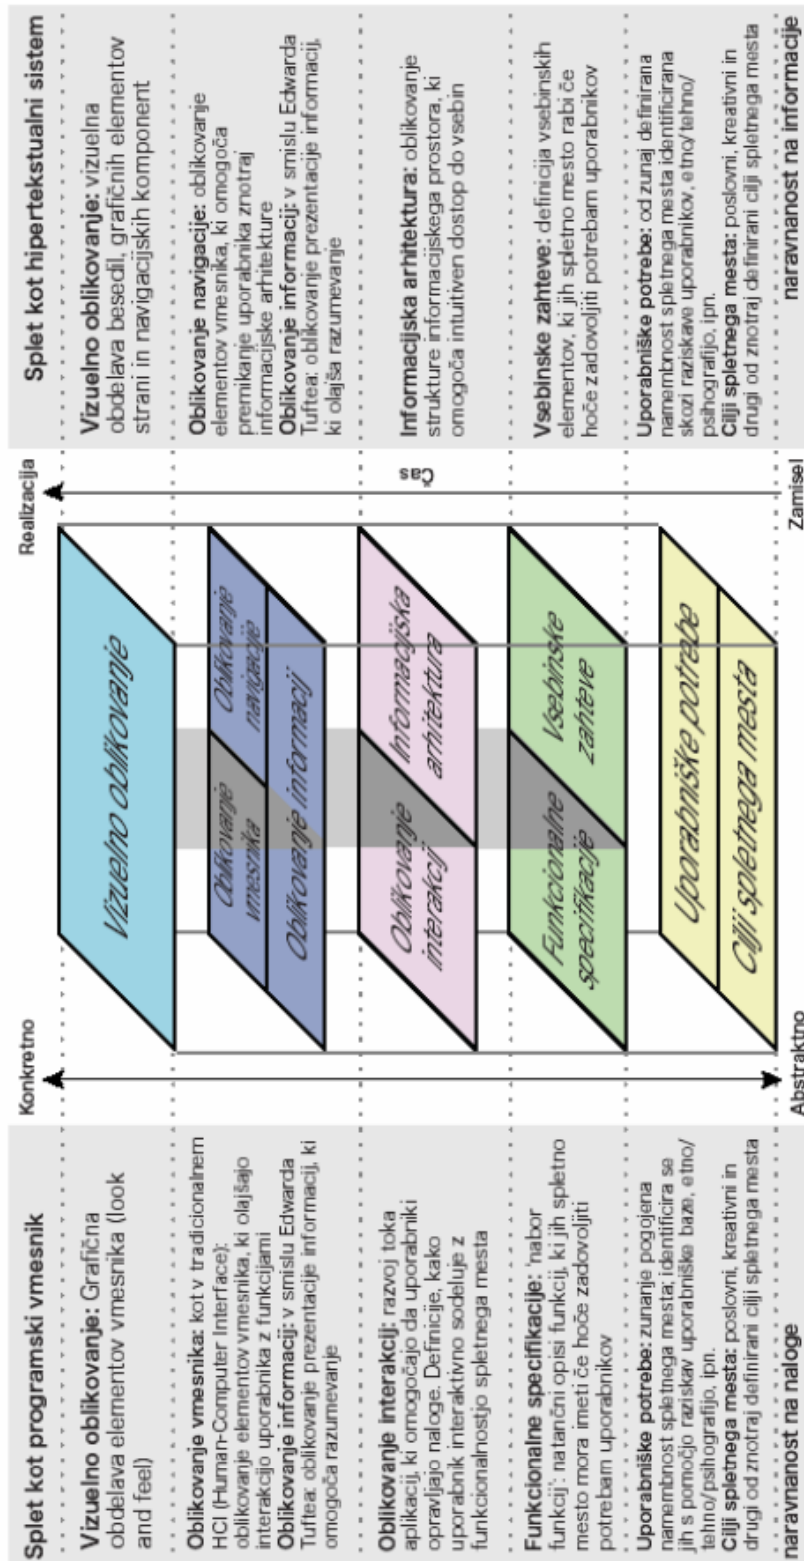 Splet kot programski vmesnik
Vizuelno oblikovanje: Grafična
obdelava elementov vmesnika (look
and feel)
Oblikovanje vmesnika: kot v tradicionalnem
HCI (Human-Computer Interface):
oblikovanje elementov vmesnika, ki olajšajo
interakcijo uporabnika z funkcijami
Oblikovanje informacij: v smislu Edwarda
Tuftea: oblikovanje prezentacije informacij, ki
omogoča razumevanje
Oblikovanje interakcij: razvoj toka
aplikacij, ki omogočajo da uporabniki
opravljajo naloge. Definicije, kako
uporabnik interaktivno sodeluje z
funkcionalnostjo spletnega mesta
Funkcionalne specifikacije: 'nabor
funkcij': natančni opisi funkcij, ki jih spletno
mesto mora imeti če hoče zadovoljiti
potrebam uporabnikov
Uporabniške potrebe: zunanje pogojena
namembnost spletnega mesta; identificira se
jih s pomočjo raziskav uporabniške baze, etno/
tehno/psihografijo, ipn.
Cilji spletnega mesta: poslovni, kreativni in
drugi od znotraj definirani cilji spletnega mesta
naravnanost na naloge
Konkretno
Abstraktno
Vizuelno oblikovanje
Oblikovanje
vmesnika
Oblikovanje
navigacije
Oblikovanje informacij
Oblikovanje
interakcij
Informacijska
arhitektura
Funkcionalne
specifikacije
Vsebinske
zahteve
Uporabniške potrebe
Cilji spletnega mesta
Realizacija
Čas
Zamisel
Splet kot hipertekstualni sistem
Vizuelno oblikovanje: vizuelna
obdelava besedil, grafičnih elementov
strani in navigacijskih komponent
Oblikovanje navigacije: oblikovanje
elementov vmesnika, ki omogoča
premikanje uporabnika znotraj
informacijske arhitekture
Oblikovanje informacij: v smislu Edwarda
Tuftea: oblikovanje prezentacije informacij,
ki olajša razumevanje
Informacijska arhitektura: oblikovanje
strukture informacijskega prostora, ki
omogoča intuitiven dostop do vsebin
Vsebinske zahteve: definicija vsebinskih
elementov, ki jih spletno mesto rabi če
hoče zadovoljiti potrebam uporabnikov
Uporabniške potrebe: od zunaj definirana
namembnost spletnega mesta identificirana
skozi raziskave uporabnikov, etno/tehno/
psihografijo, ipn.
Cilji spletnega mesta: poslovni, kreativni in
drugi od znotraj definirani cilji spletnega mesta
naravnanost na informacije